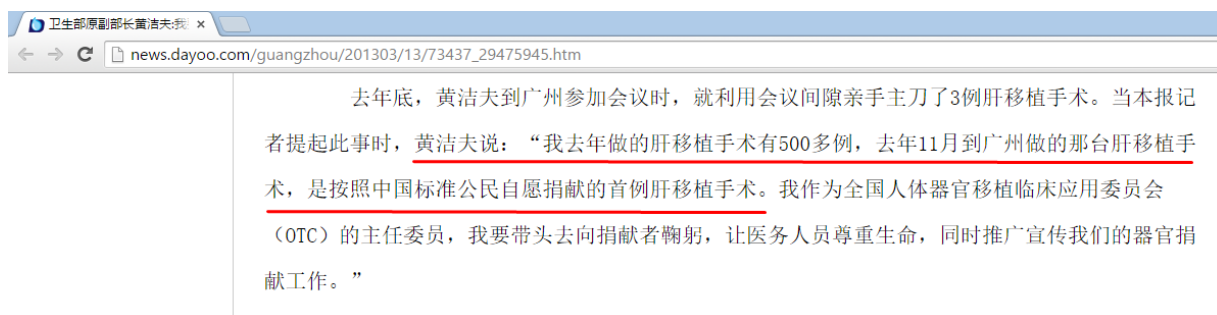 卫生部原副部长黄洁夫:我
news.dayoo.com/guangzhou/201303/13/73437_29475945.htm
去年底，黄洁夫到广州参加会议时，就利用会议间隙亲手主刀了3例肝移植手术。当本报记
者提起此事时，黄洁夫说：“我去年做的肝移植手术有500多例，去年11月到广州做的那台肝移植手
术，是按照中国标准公民自愿捐献的首例肝移植手术。我作为全国人体器官移植临床应用委员会
（OTC）的主任委员，我要带头去向捐献者鞠躬，让医务人员尊重生命，同时推广宣传我们的器官捐
献工作。”